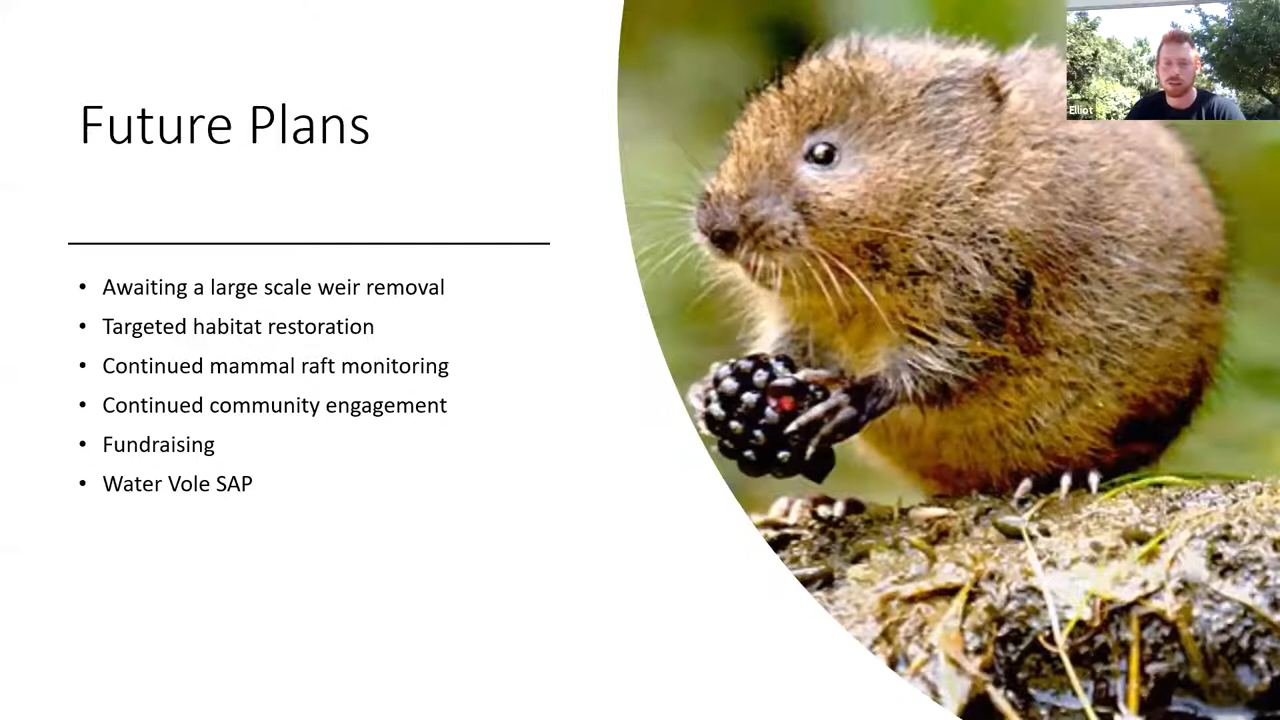 Future Plans
• Awaiting a large scale weir removal
• Targeted habitat restoration
• Continued mammal raft monitoring
• Continued community engagement
• Fundraising
• Water Vole SAP
Elliot